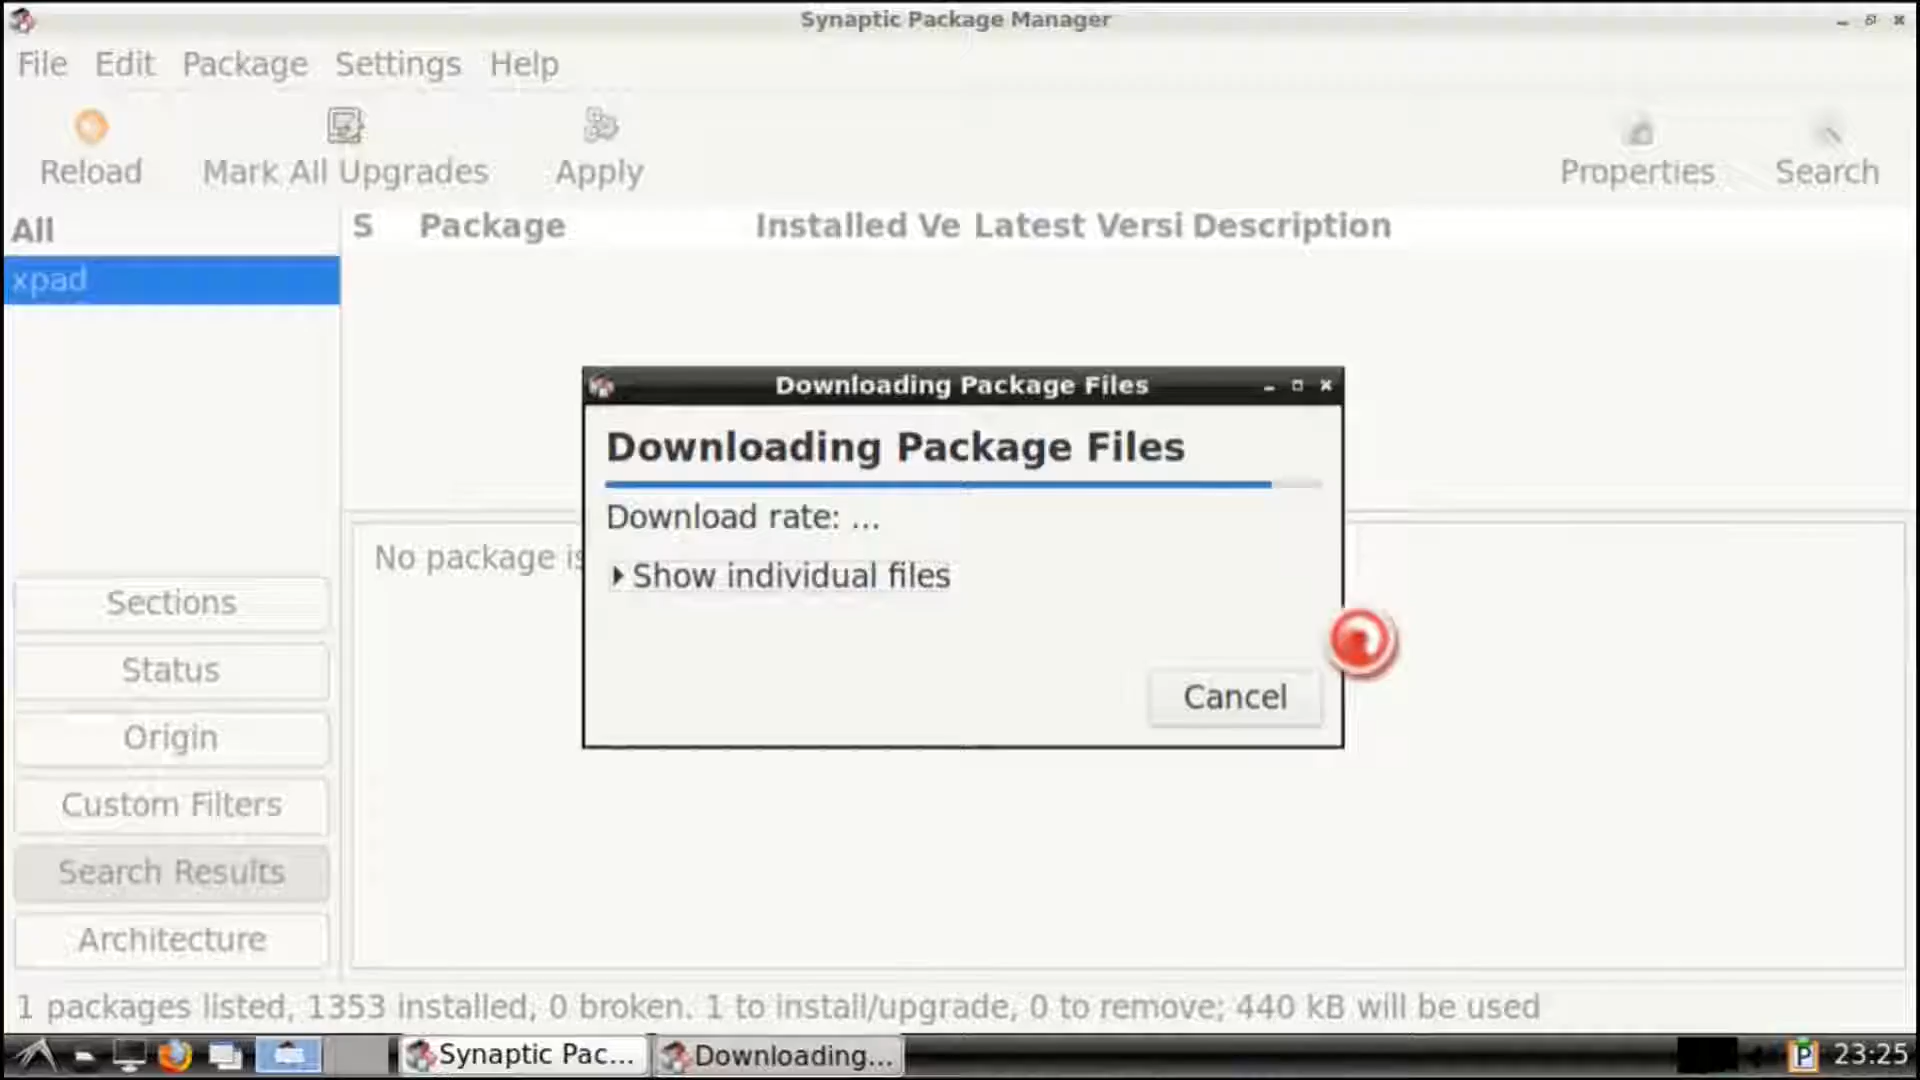 Synaptic Package Manager
File Edit Package Settings Help
Reload Mark All Upgrades Apply Properties Search
All
xpad
S Package Installed Ve Latest Versi Description
Downloading Package Files
Downloading Package Files
Download rate: ...
Show individual files
Cancel
No package is
Sections
Status
Origin
Custom Filters
Search Results
Architecture
1 packages listed, 1353 installed, 0 broken. 1 to install/upgrade, 0 to remove; 440 kB will be used
Synaptic Pac... Downloading... P 23:25